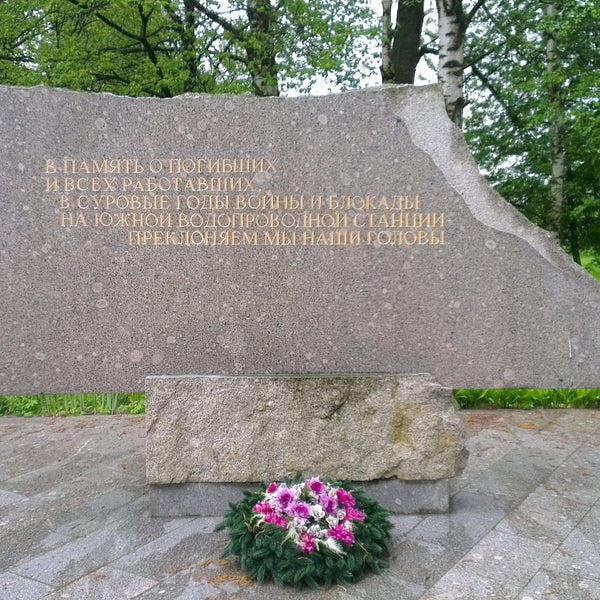 В ПАМЯТЬ О ПОГИБШИХ
И ВСЕХ РАБОТАВШИХ
В СУРОВЫЕ ГОДЫ ВОЙНЫ И БЛОКАДЫ
НА ЮЖНОЙ ВОДОПРОВОДНОЙ СТАНЦИИ-
ПРЕКЛОНЯЕМ МЫ НАШИ ГОЛОВЫ.